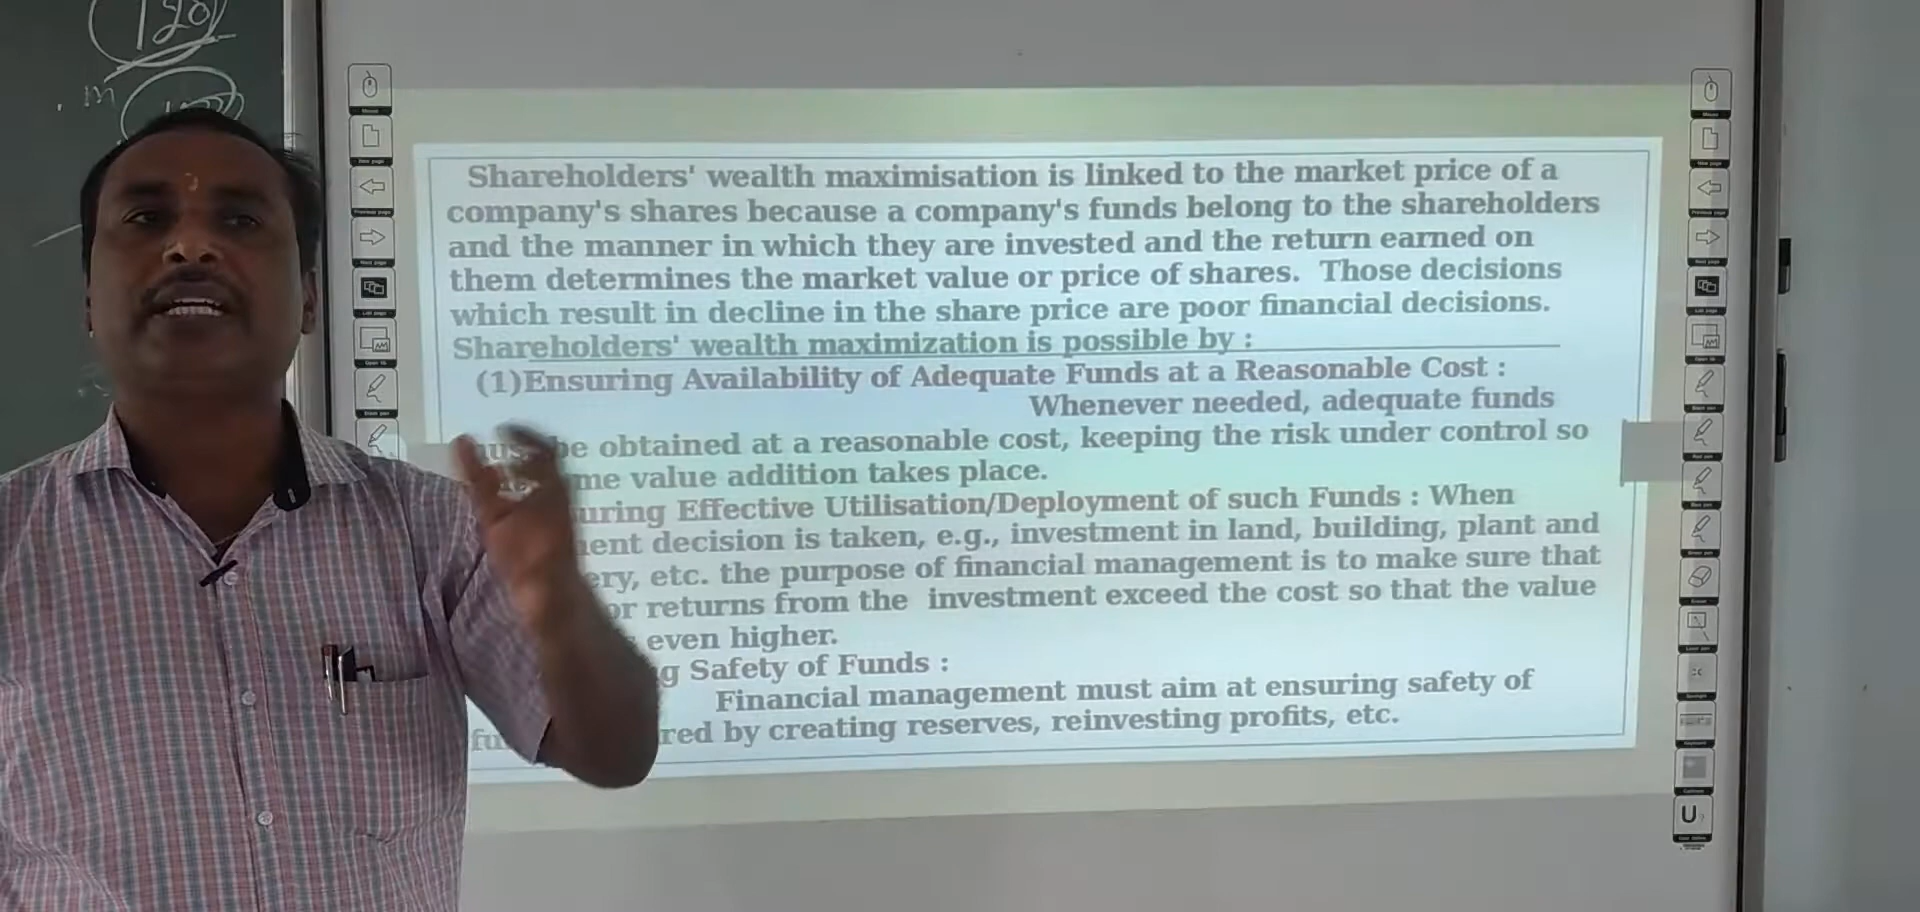 Shareholders' wealth maximisation is linked to the market price of a
company's shares because a company's funds belong to the shareholders
and the manner in which they are invested and the return earned on
them determines the market value or price of shares. Those decisions
which result in decline in the share price are poor financial decisions.
Shareholders' wealth maximization is possible by :
(1)Ensuring Availability of Adequate Funds at a Reasonable Cost :
Whenever needed, adequate funds
be obtained at a reasonable cost, keeping the risk under control so
value addition takes place.
Effective Utilisation/Deployment of such Funds : When
decision is taken, e.g., investment in land, building, plant and
etc. the purpose of financial management is to make sure that
returns from the investment exceed the cost so that the value
even higher.
Safety of Funds :
Financial management must aim at ensuring safety of
by creating reserves, reinvesting profits, etc.